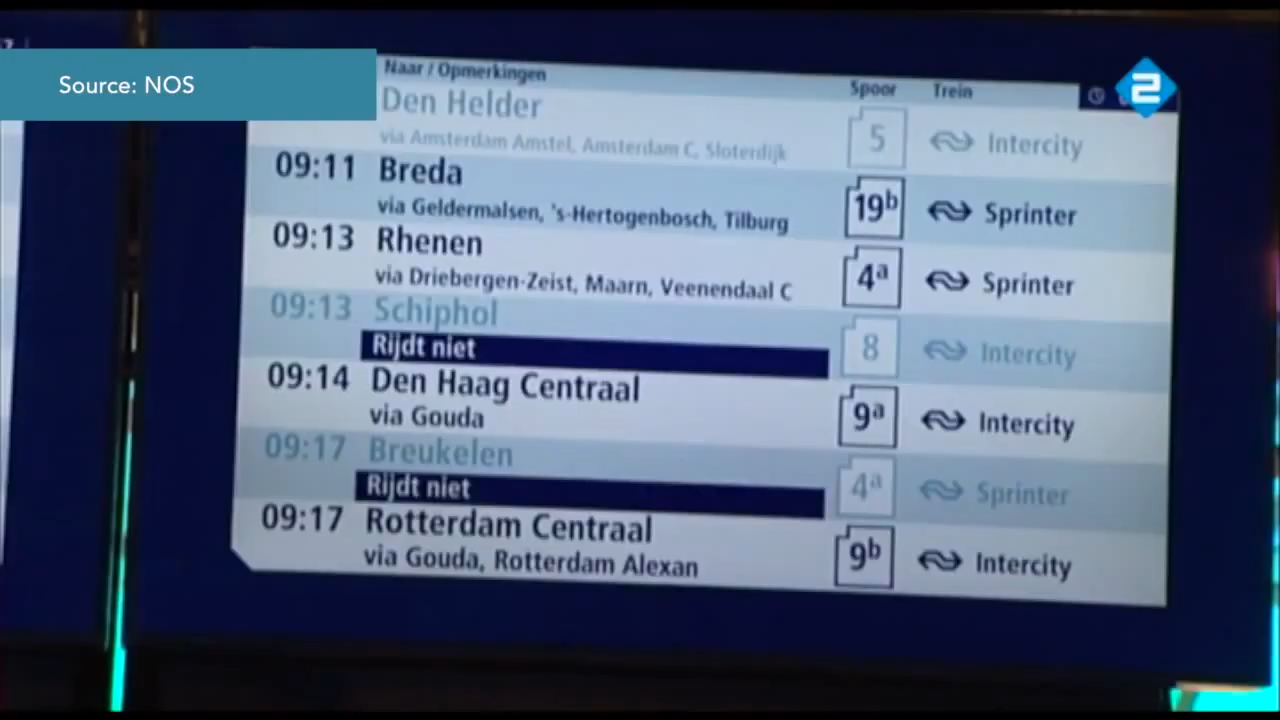 Source: NOS
2
Naar / Opmerkingen Spoor Trein
Den Helder 5 Intercity
via Amsterdam Amstel, Amsterdam C, Sloterdijk
09:11 Breda 19b Sprinter
via Geldermalsen, 's-Hertogenbosch, Tilburg
09:13 Rhenen 4a Sprinter
via Driebergen-Zeist, Maarn, Veenendaal C
09:13 Schiphol 8 Intercity
Rijdt niet
09:14 Den Haag Centraal 9a Intercity
via Gouda
09:17 Breukelen 4a Sprinter
Rijdt niet
09:17 Rotterdam Centraal 9b Intercity
via Gouda, Rotterdam Alexan